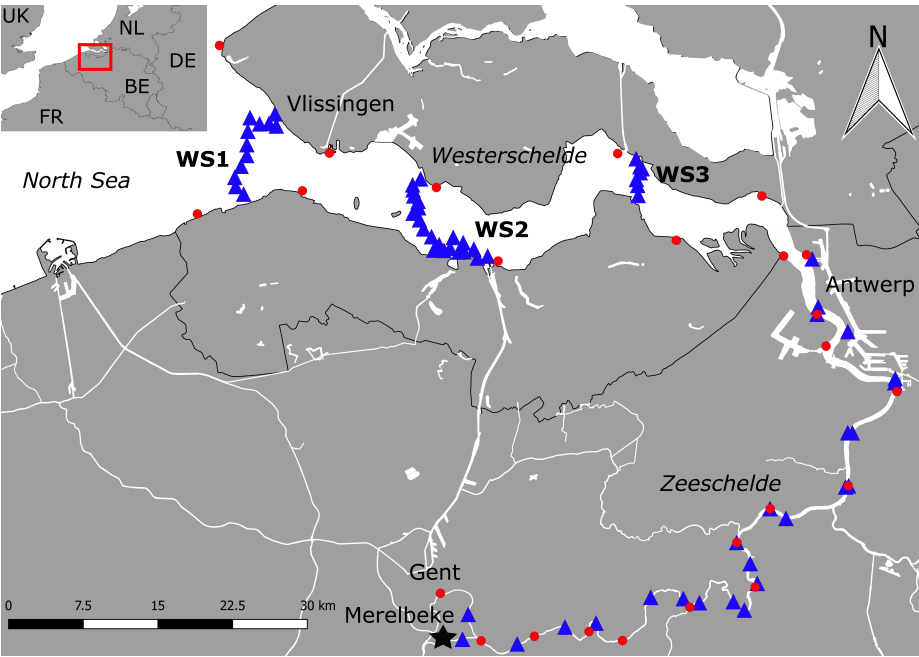 UK
NL
DE
BE
FR
N
Vlissingen
WS1
Westerschelde
WS3
North Sea
WS2
Antwerp
Zeeschelde
Gent
0 7.5 15 22.5 30 km
Merelbeke